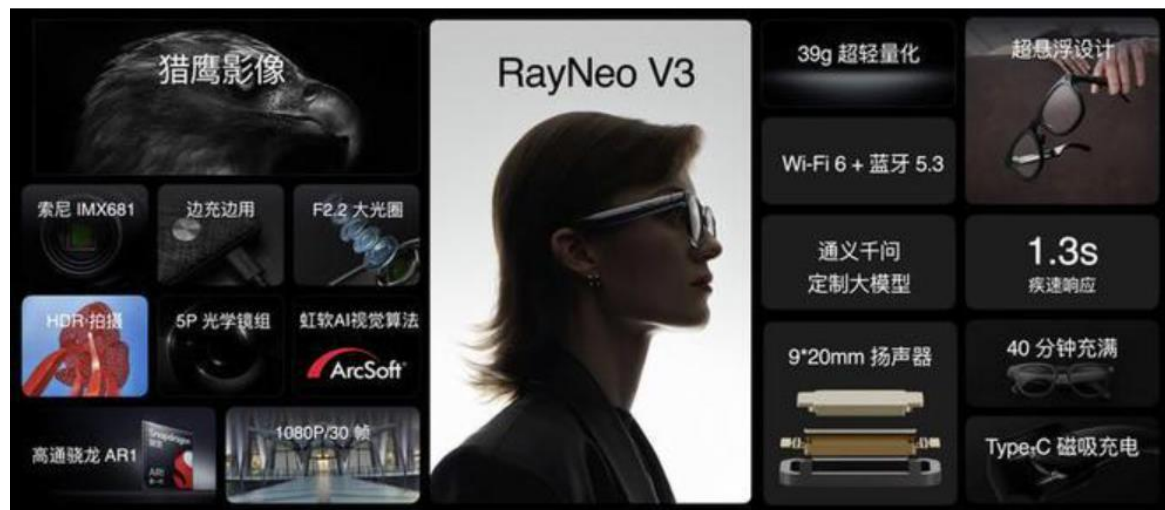 猎鹰影像
索尼 IMX681
边充边用
F2.2 大光圈
HDR 拍摄
5P 光学镜组
虹软AI视觉算法
ArcSoft
高通骁龙 AR1
Snapdragon
AR1
1080P/30 帧
RayNeo V3
39g 超轻量化
超悬浮设计
Wi-Fi 6 + 蓝牙 5.3
通义千问
定制大模型
1.3s
疾速响应
9*20mm 扬声器
40 分钟充满
Type-C 磁吸充电